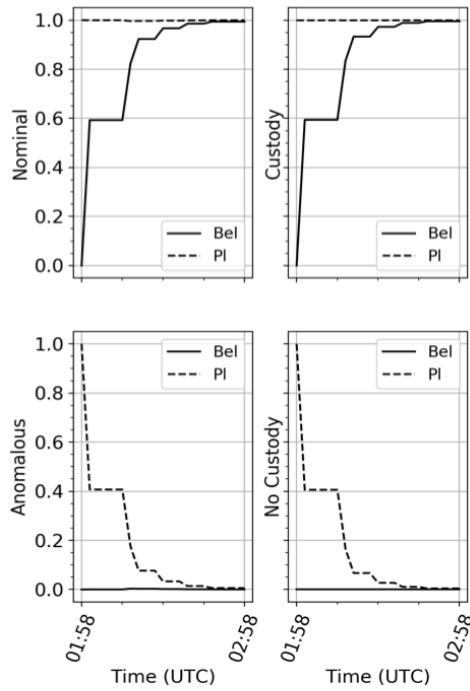 Nominal
1.0
0.8
0.6
0.4
0.2
0.0
Bel
Pl
Custody
Bel
Pl
Anomalous
1.0
0.8
0.6
0.4
0.2
0.0
Bel
Pl
01:58
02:58
Time (UTC)
No Custody
Bel
Pl
01:58
02:58
Time (UTC)